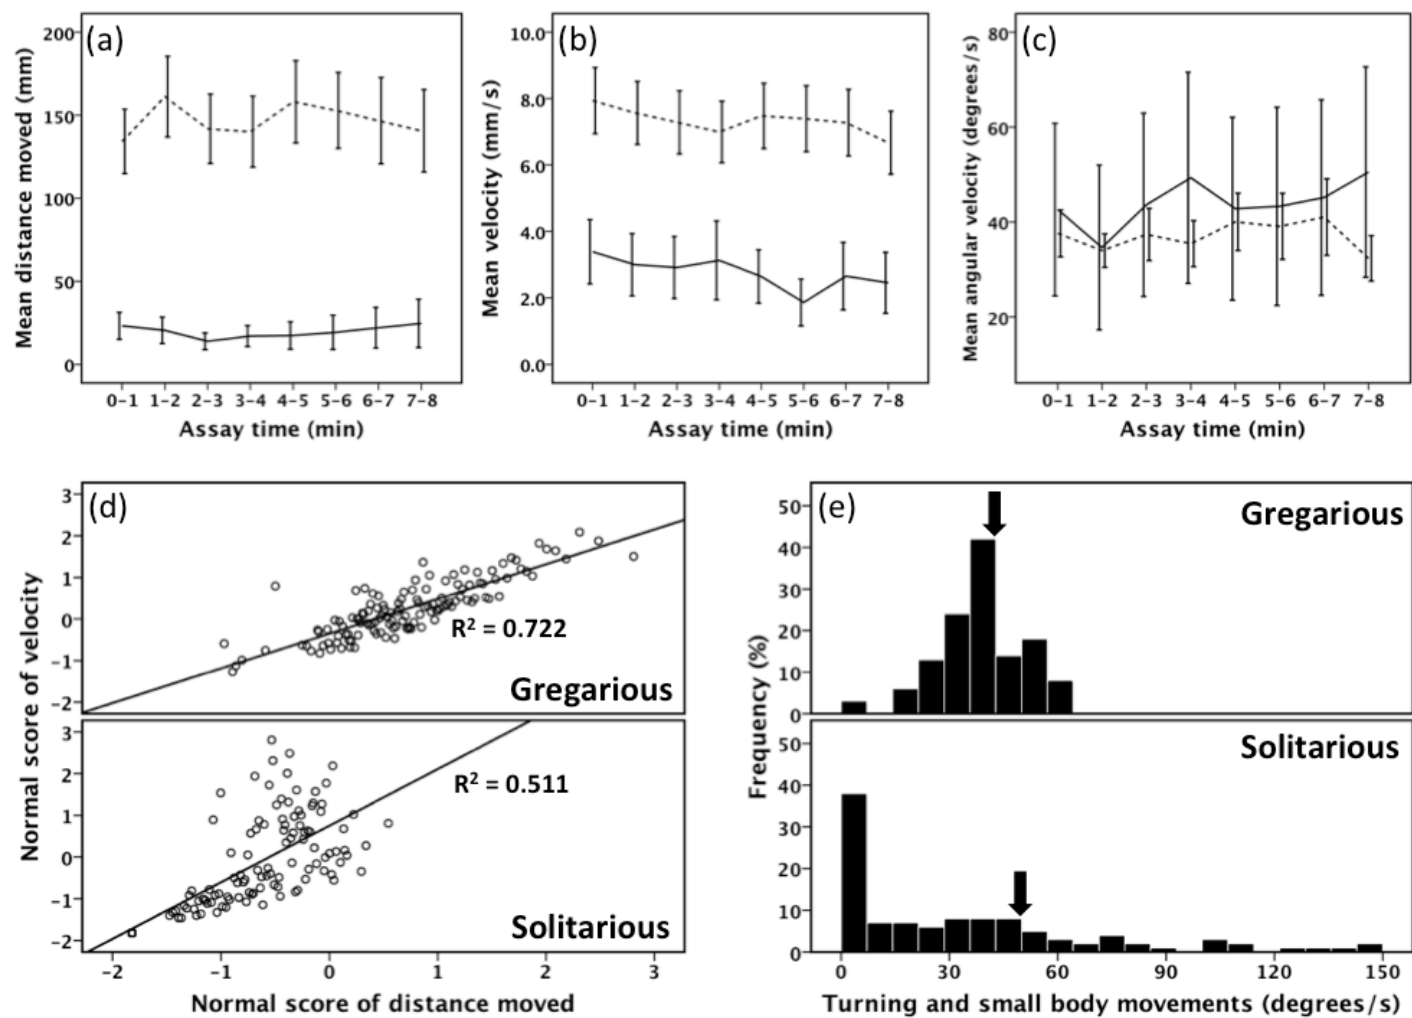 (a)
Mean distance moved (mm)
200
150
100
50
0
0-1 1-2 2-3 3-4 4-5 5-6 6-7 7-8
Assay time (min)
(b)
Mean velocity (mm/s)
10.0
8.0
6.0
4.0
2.0
0.0
0-1 1-2 2-3 3-4 4-5 5-6 6-7 7-8
Assay time (min)
(c)
Mean angular velocity (degrees/s)
80
60
40
20
0-1 1-2 2-3 3-4 4-5 5-6 6-7 7-8
Assay time (min)
(d)
Normal score of velocity
3
2
1
0
-1
-2
R² = 0.722
Gregarious
3
2
1
0
-1
-2
R² = 0.511
Solitarious
-2 -1 0 1 2 3
Normal score of distance moved
(e)
Frequency (%)
Gregarious
50
40
30
20
10
0
Solitarious
50
40
30
20
10
0
0 30 60 90 120 150
Turning and small body movements (degrees/s)